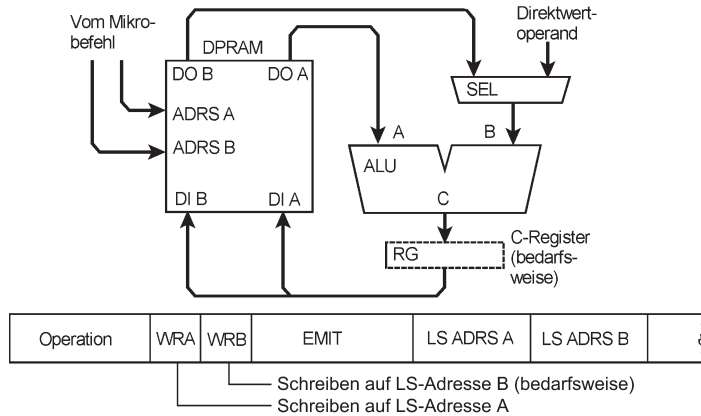 Vom Mikro-
befehl
DPRAM
Direktwert-
operand
DO B
DO A
SEL
ADRS A
ADRS B
A
B
ALU
C
DI B
DI A
RG
C-Register
(bedarfs-
weise)
Operation
WRA
WRB
EMIT
LS ADRS A
LS ADRS B
Schreiben auf LS-Adresse B (bedarfsweise)
Schreiben auf LS-Adresse A